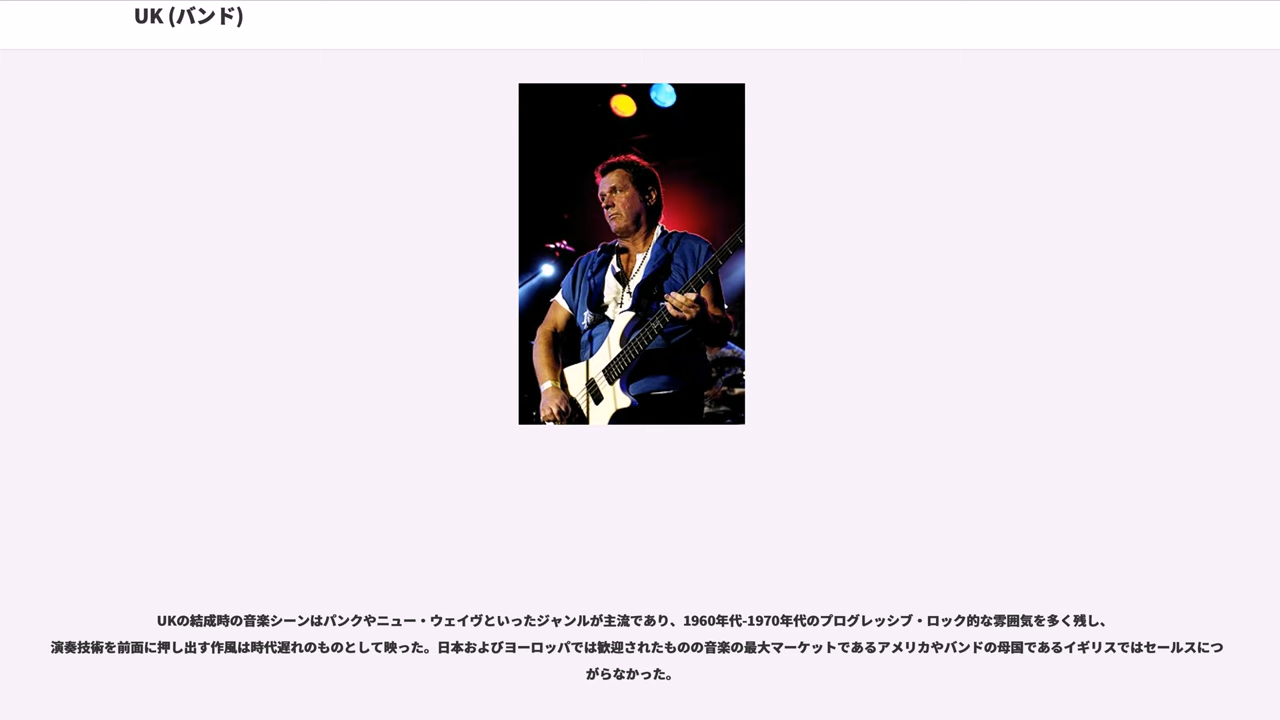 UK (バンド)
UKの結成時の音楽シーンはパンクやニュー・ウェイヴといったジャンルが主流であり、1960年代-1970年代のプログレッシブ・ロック的な雰囲気を多く残し、
演奏技術を前面に押し出す作風は時代遅れのものとして映った。日本およびヨーロッパでは歓迎されたものの音楽の最大マーケットであるアメリカやバンドの母国であるイギリスではセールスにつ
がらなかった。